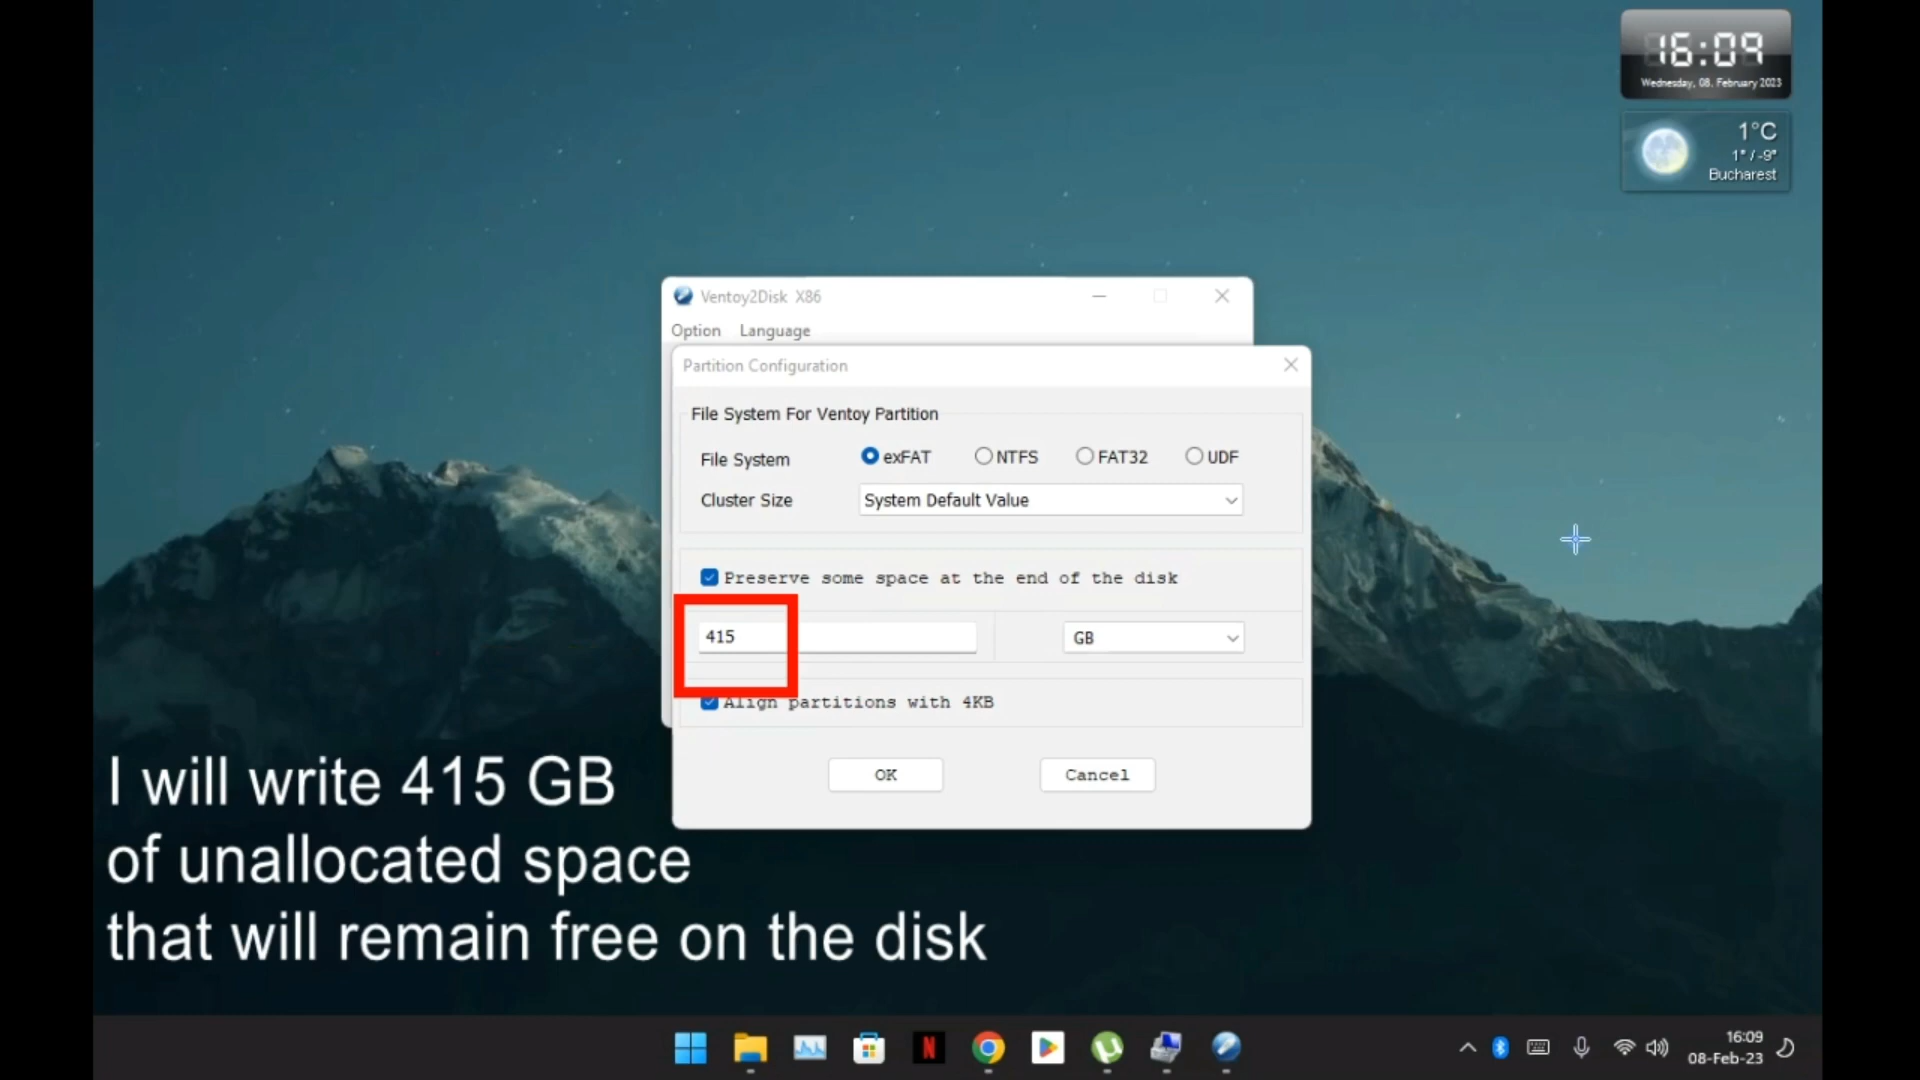 16:09
Wednesday, 08. February 2023
1°C
1° / -9°
Bucharest
Ventoy2Disk X86
Option Language
Partition Configuration
File System For Ventoy Partition
File System exFAT NTFS FAT32 UDF
Cluster Size System Default Value
Preserve some space at the end of the disk
415 GB
Align partitions with 4KB
OK Cancel
I will write 415 GB
of unallocated space
that will remain free on the disk
N
16:09
08-Feb-23